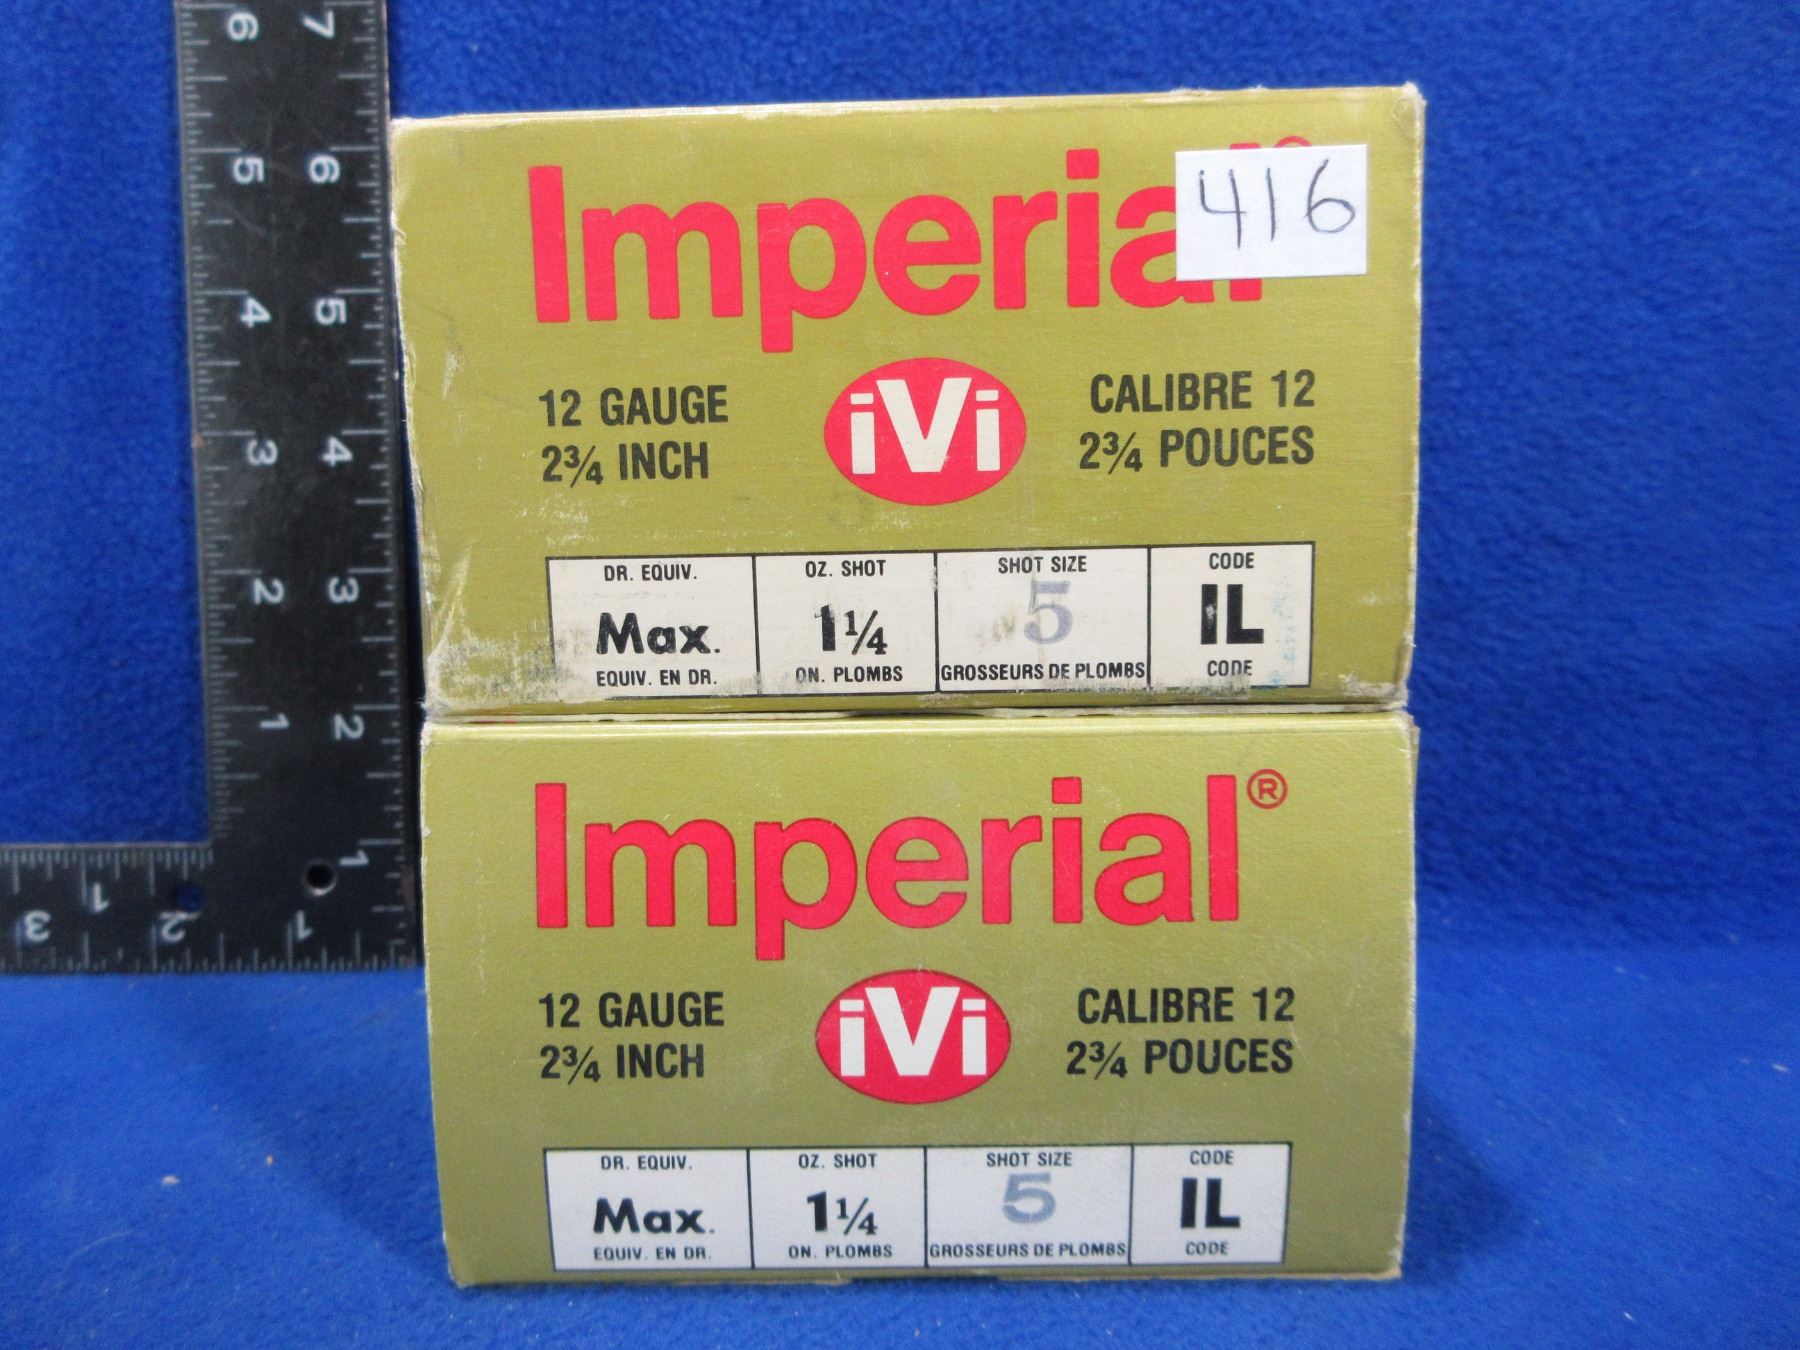 7
6
6
5
5
4
4
3
3
2
2
1
1
1
2
1
3
Imperial
416
12 GAUGE
2¾ INCH
iVi
CALIBRE 12
2¾ POUCES
DR. EQUIV.
Max.
EQUIV. EN DR.
OZ. SHOT
1¼
ON. PLOMBS
SHOT SIZE
5
GROSSEURS DE PLOMBS
CODE
IL
CODE
Imperial®
12 GAUGE
2¾ INCH
iVi
CALIBRE 12
2¾ POUCES
DR. EQUIV.
Max.
EQUIV. EN DR.
OZ. SHOT
1¼
ON. PLOMBS
SHOT SIZE
5
GROSSEURS DE PLOMBS
CODE
IL
CODE